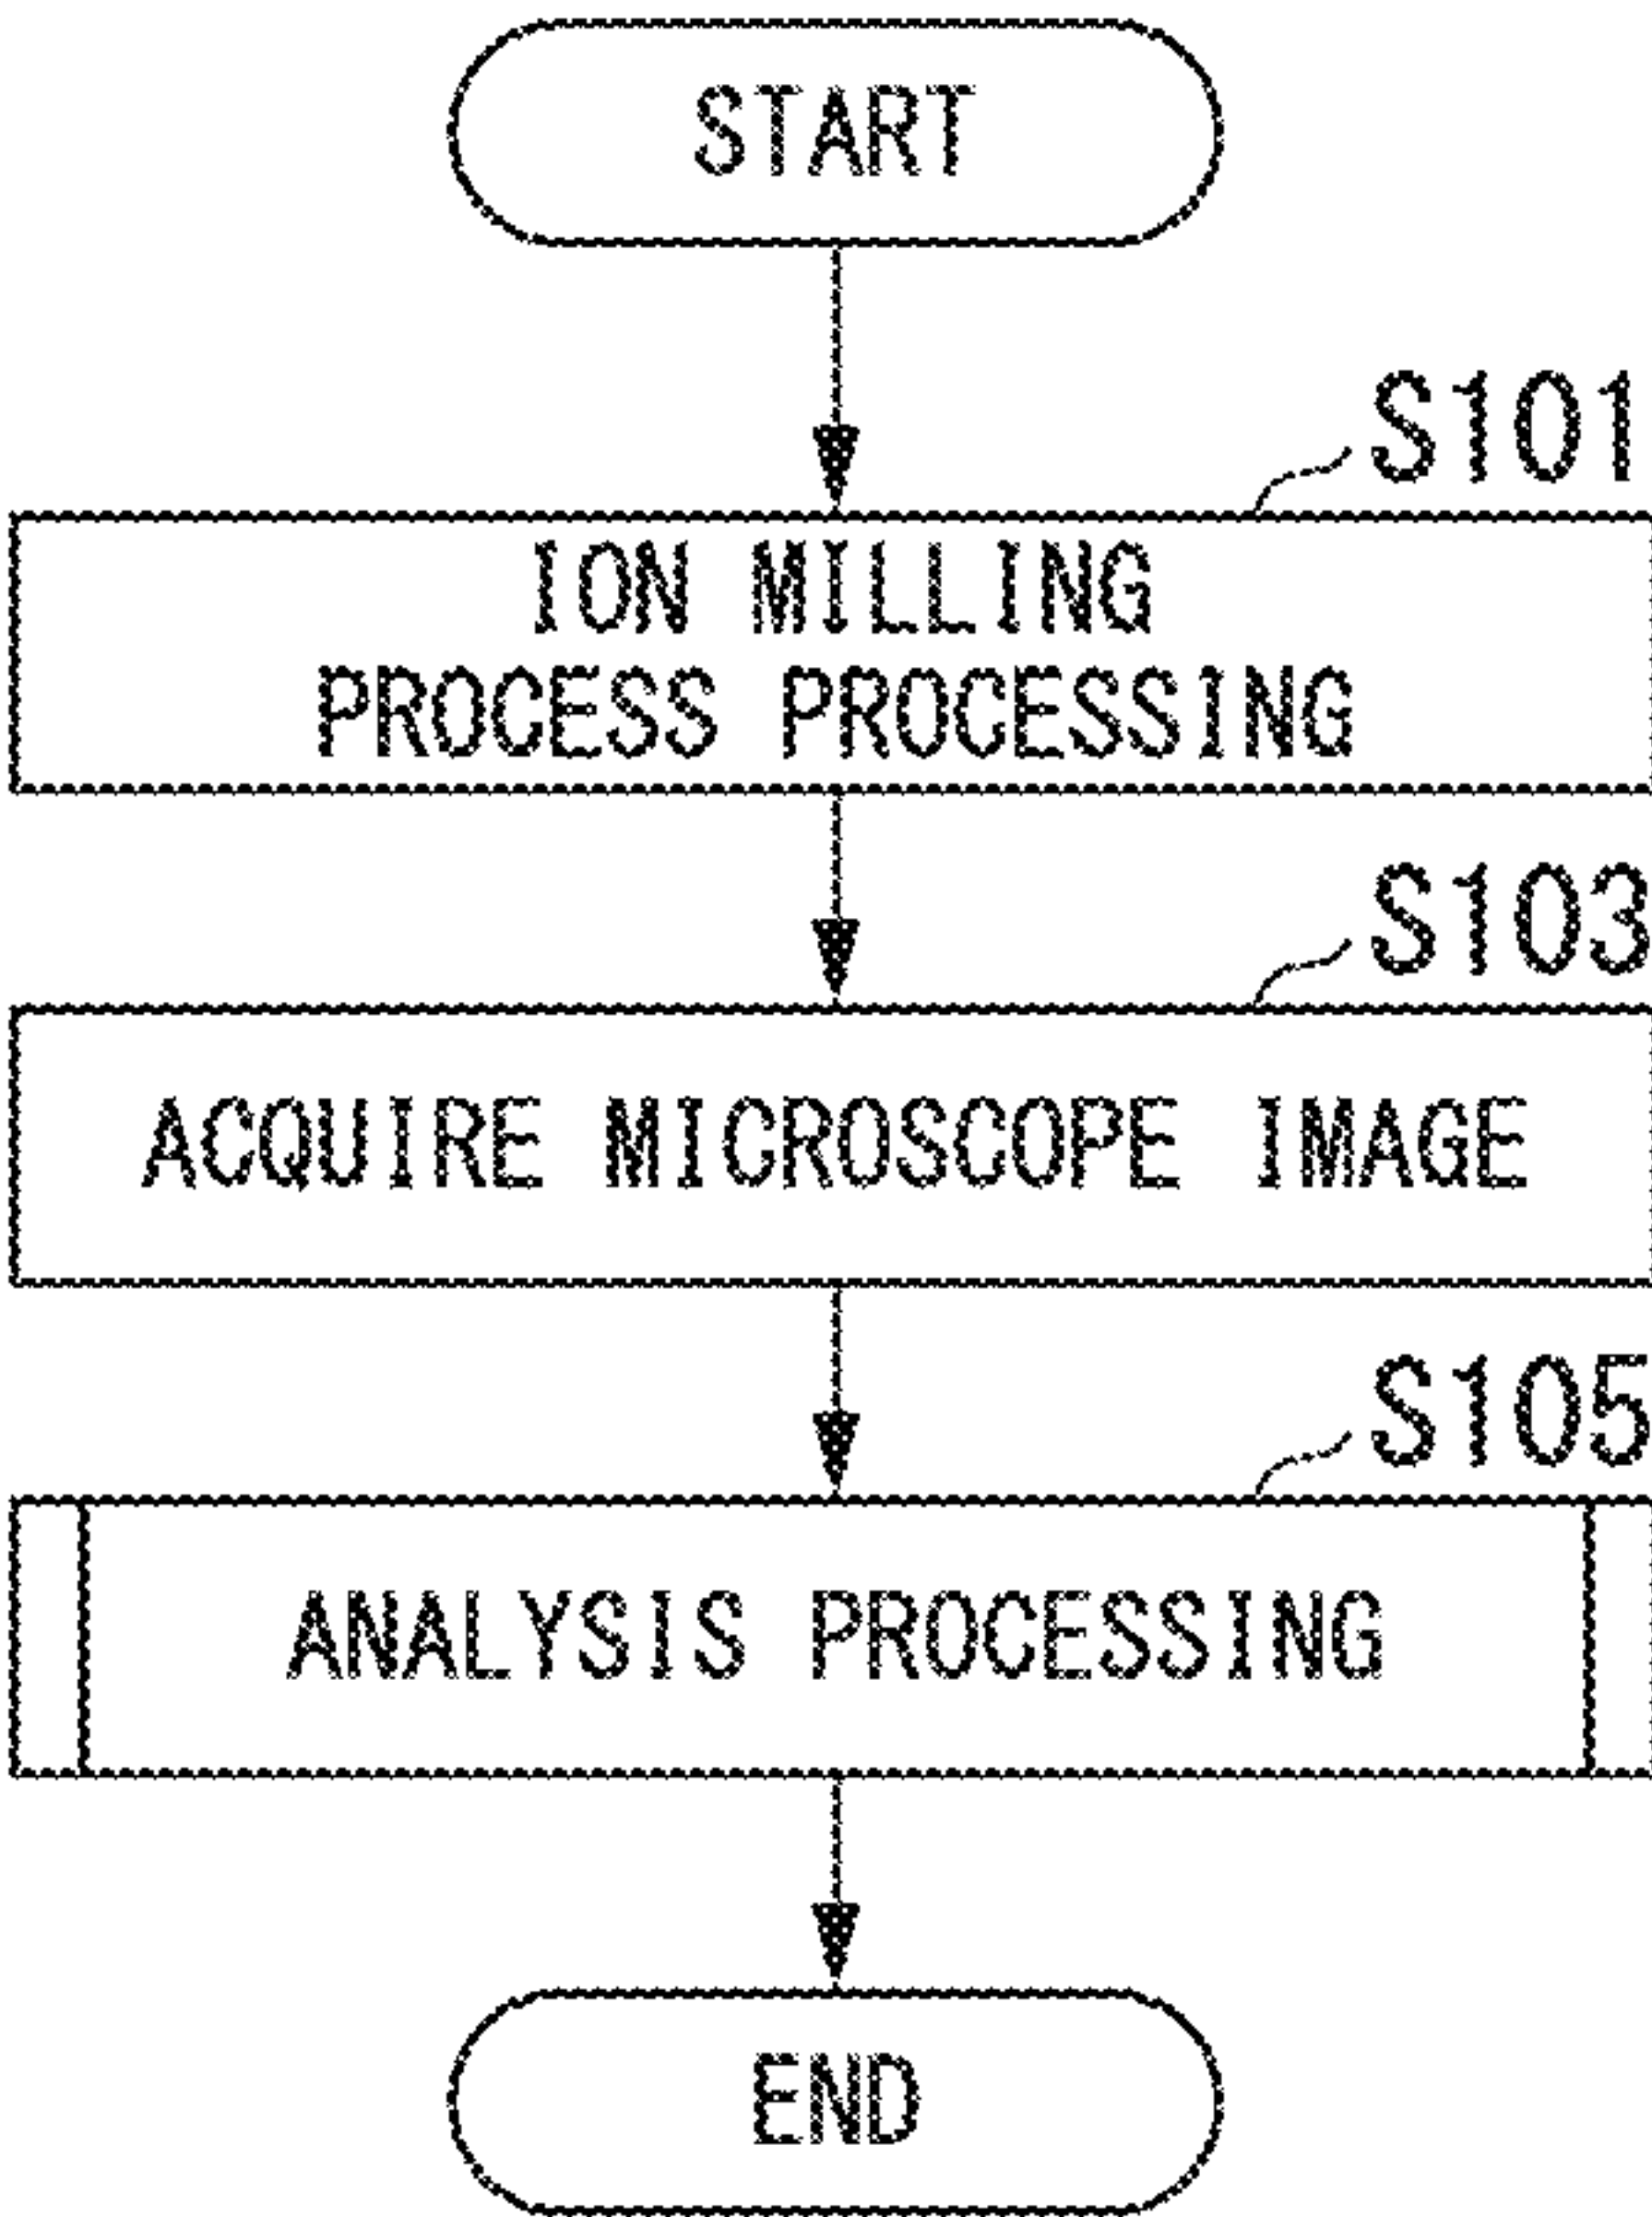 START
S101
ION MILLING
PROCESS PROCESSING
S103
ACQUIRE MICROSCOPE IMAGE
S105
ANALYSIS PROCESSING
END